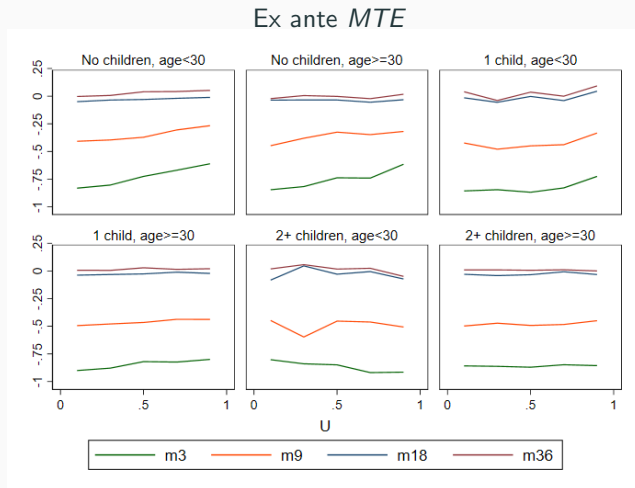 Ex ante MTE
No children, age<30
No children, age>=30
1 child, age<30
.25
0
-.25
-.5
-.75
-1
1 child, age>=30
2+ children, age<30
2+ children, age>=30
.25
0
-.25
-.5
-.75
-1
0 .5 1
0 .5 1
0 .5 1
U
m3 m9 m18 m36